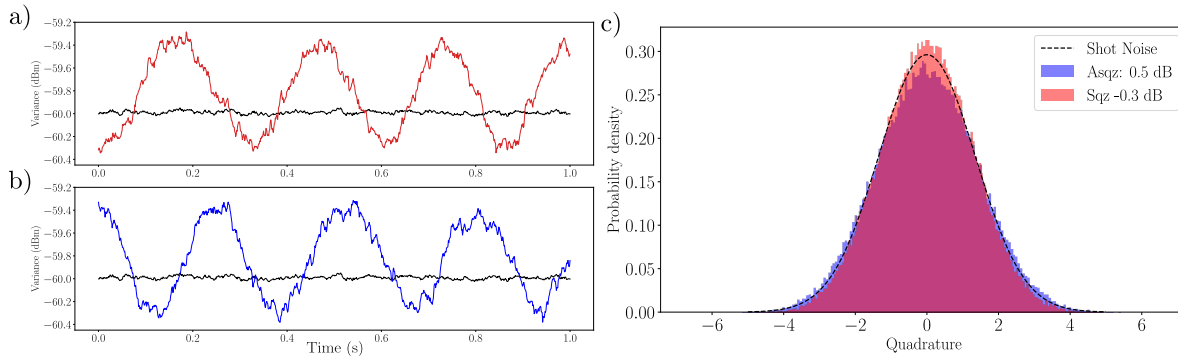 a)
−59.2
−59.4
−59.6
−59.8
−60.0
−60.2
−60.4
Variance (dBm)
0.0 0.2 0.4 0.6 0.8 1.0
b)
−59.2
−59.4
−59.6
−59.8
−60.0
−60.2
−60.4
Variance (dBm)
0.0 0.2 0.4 0.6 0.8 1.0
Time (s)
c)
0.30
0.25
0.20
0.15
0.10
0.05
0.00
Probability density
Shot Noise
Asqz: 0.5 dB
Sqz -0.3 dB
−6 −4 −2 0 2 4 6
Quadrature